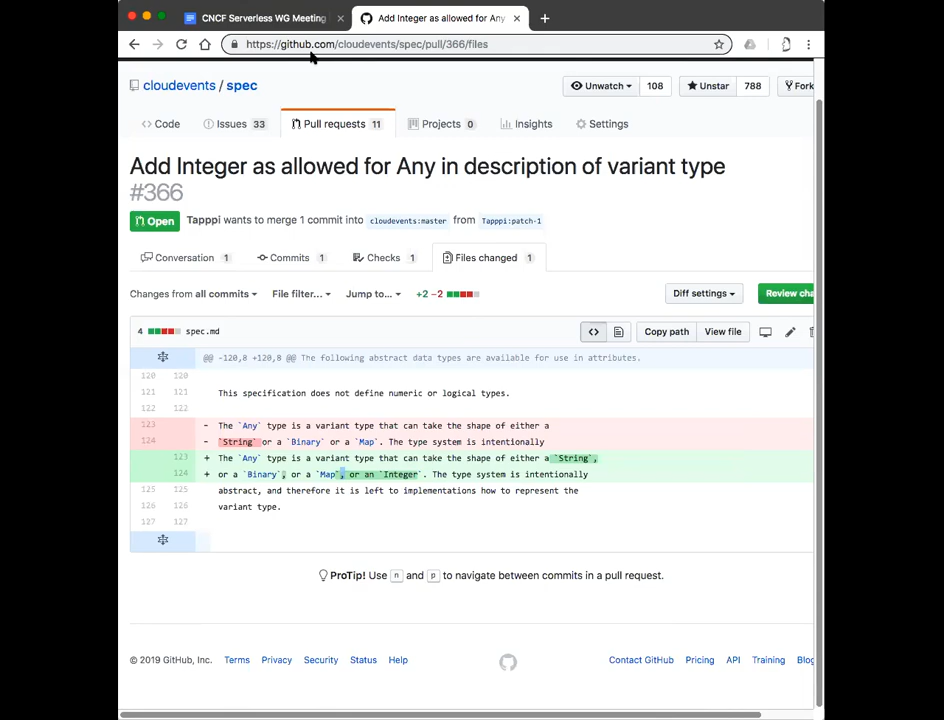 CNCF Serverless WG Meeting
Add Integer as allowed for Any
https://github.com/cloudevents/spec/pull/366/files
cloudevents / spec
Unwatch 108
Unstar 788
Fork
Code
Issues 33
Pull requests 11
Projects 0
Insights
Settings
Add Integer as allowed for Any in description of variant type
#366
Open
Tapppi wants to merge 1 commit into cloudevents:master from Tapppi:patch-1
Conversation 1
Commits 1
Checks 1
Files changed 1
Changes from all commits
File filter...
Jump to...
+2 −2
Diff settings
Review cha
4 spec.md
Copy path
View file
@@ -120,8 +120,8 @@ The following abstract data types are available for use in attributes.
120 120
121 121 This specification does not define numeric or logical types.
122 122
123 - The `Any` type is a variant type that can take the shape of either a
124 - `String` or a `Binary` or a `Map`. The type system is intentionally
123 + The `Any` type is a variant type that can take the shape of either a `String`,
124 + or a `Binary`, or a `Map`, or an `Integer`. The type system is intentionally
125 125 abstract, and therefore it is left to implementations how to represent the
126 126 variant type.
127 127
ProTip! Use n and p to navigate between commits in a pull request.
© 2019 GitHub, Inc.
Terms
Privacy
Security
Status
Help
Contact GitHub
Pricing
API
Training
Blog